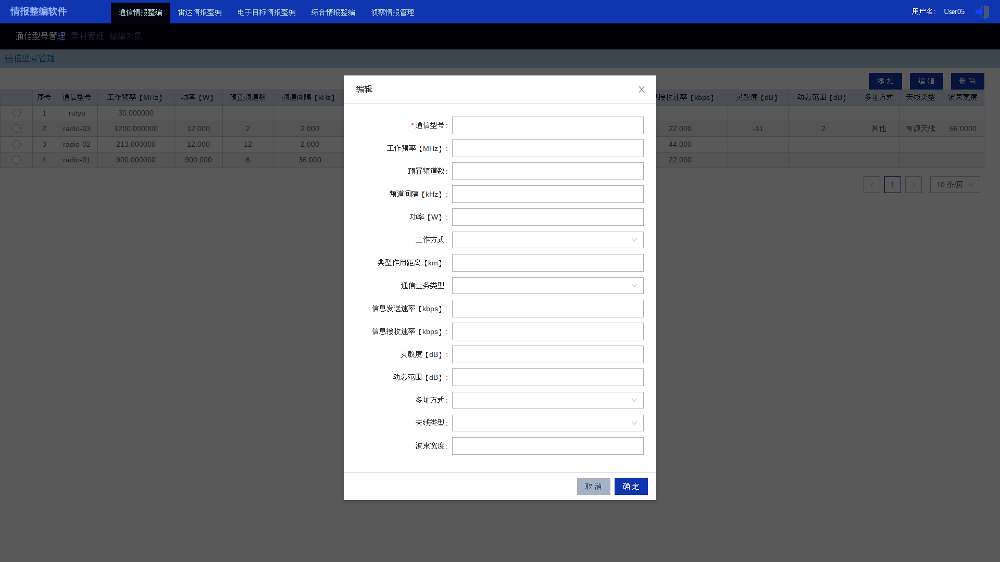 情报整编软件 通信情报整编 雷达情报整编 电子目标情报整编 综合情报整编 侦察情报管理 用户名： User05
通信型号管理 素材管理 整编对象
通信型号管理
添 加 编 辑 删 除
序号 通信型号 工作频率【MHz】 功率【W】 预置频道数 频道间隔【kHz】 接收速率【kbps】 灵敏度【dB】 动态范围【dB】 多址方式 天线类型 波束宽度
1 rutyu 30.000000
2 radio-03 1200.000000 12.000 2 2.000 22.000 -11 2 其他 有源天线 56.0000
3 radio-02 213.000000 12.000 12 2.000 44.000
4 radio-01 900.000000 900.000 6 36.000 22.000
1 10 条/页
编辑
* 通信型号 :
工作频率【MHz】 :
预置频道数 :
频道间隔【kHz】 :
功率【W】 :
工作方式 :
典型作用距离【km】 :
通信业务类型 :
信息发送速率【kbps】 :
信息接收速率【kbps】 :
灵敏度【dB】 :
动态范围【dB】 :
多址方式 :
天线类型 :
波束宽度 :
取 消 确 定